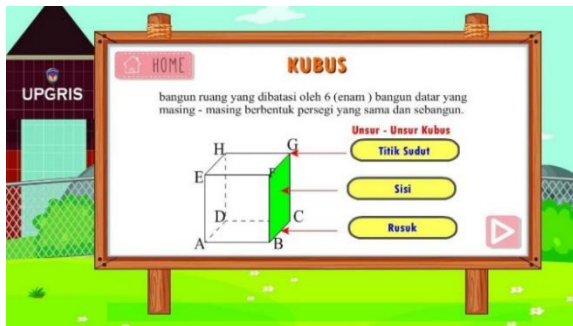 HOME
KUBUS
UPGRIS
bangun ruang yang dibatasi oleh 6 (enam ) bangun datar yang
masing - masing berbentuk persegi yang sama dan sebangun.
Unsur - Unsur Kubus
H
G
Titik Sudut
E
F
Sisi
D
C
Rusuk
A
B